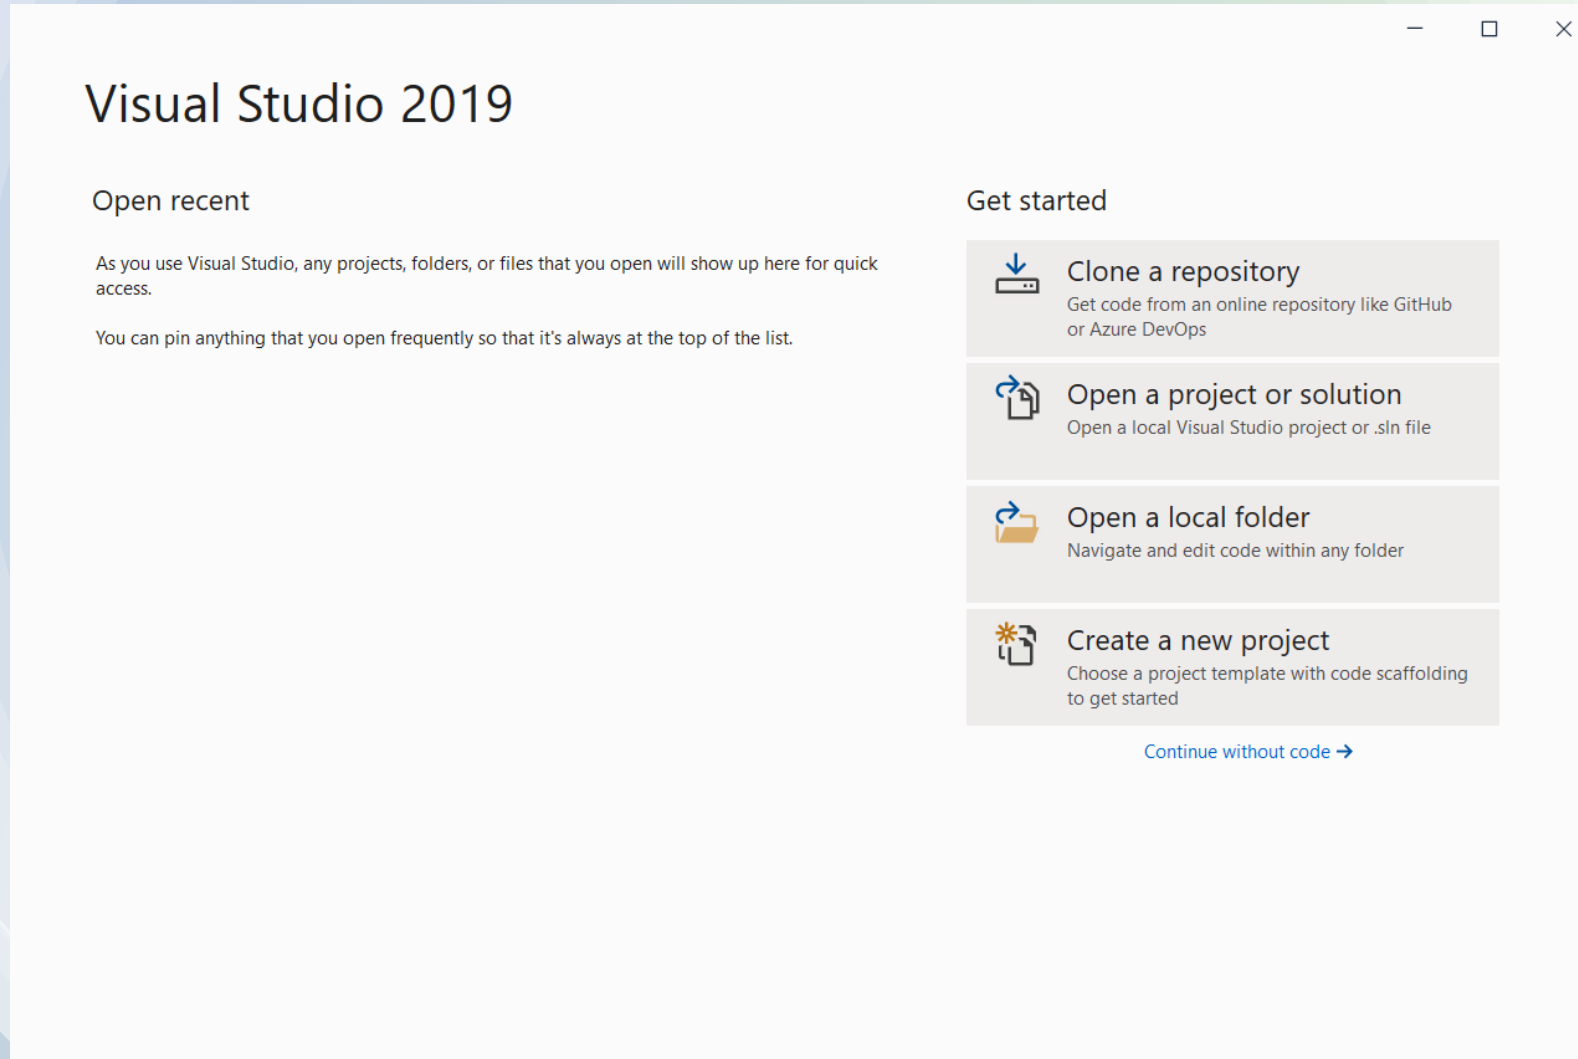 Visual Studio 2019
Open recent
As you use Visual Studio, any projects, folders, or files that you open will show up here for quick
access.
You can pin anything that you open frequently so that it's always at the top of the list.
Get started
Clone a repository
Get code from an online repository like GitHub
or Azure DevOps
Open a project or solution
Open a local Visual Studio project or .sln file
Open a local folder
Navigate and edit code within any folder
Create a new project
Choose a project template with code scaffolding
to get started
Continue without code →